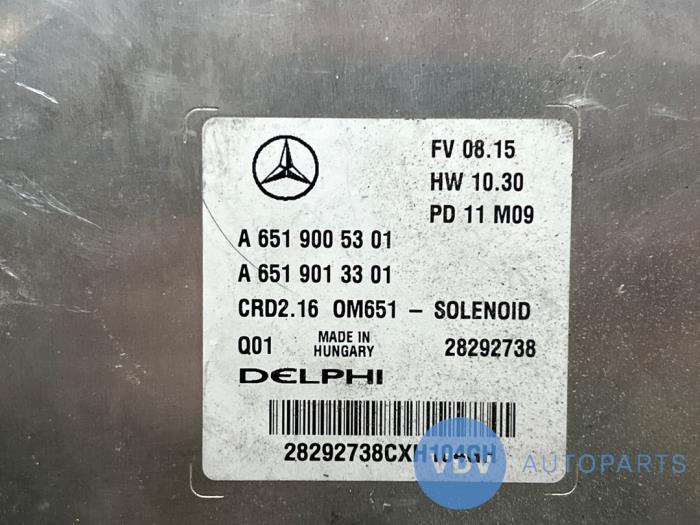 FV 08.15
HW 10.30
PD 11 M09
A 651 900 53 01
A 651 901 33 01
CRD2.16 OM651 – SOLENOID
Q01 MADE IN HUNGARY 28292738
DELPHI
28292738CXH104GH
VDV AUTOPARTS